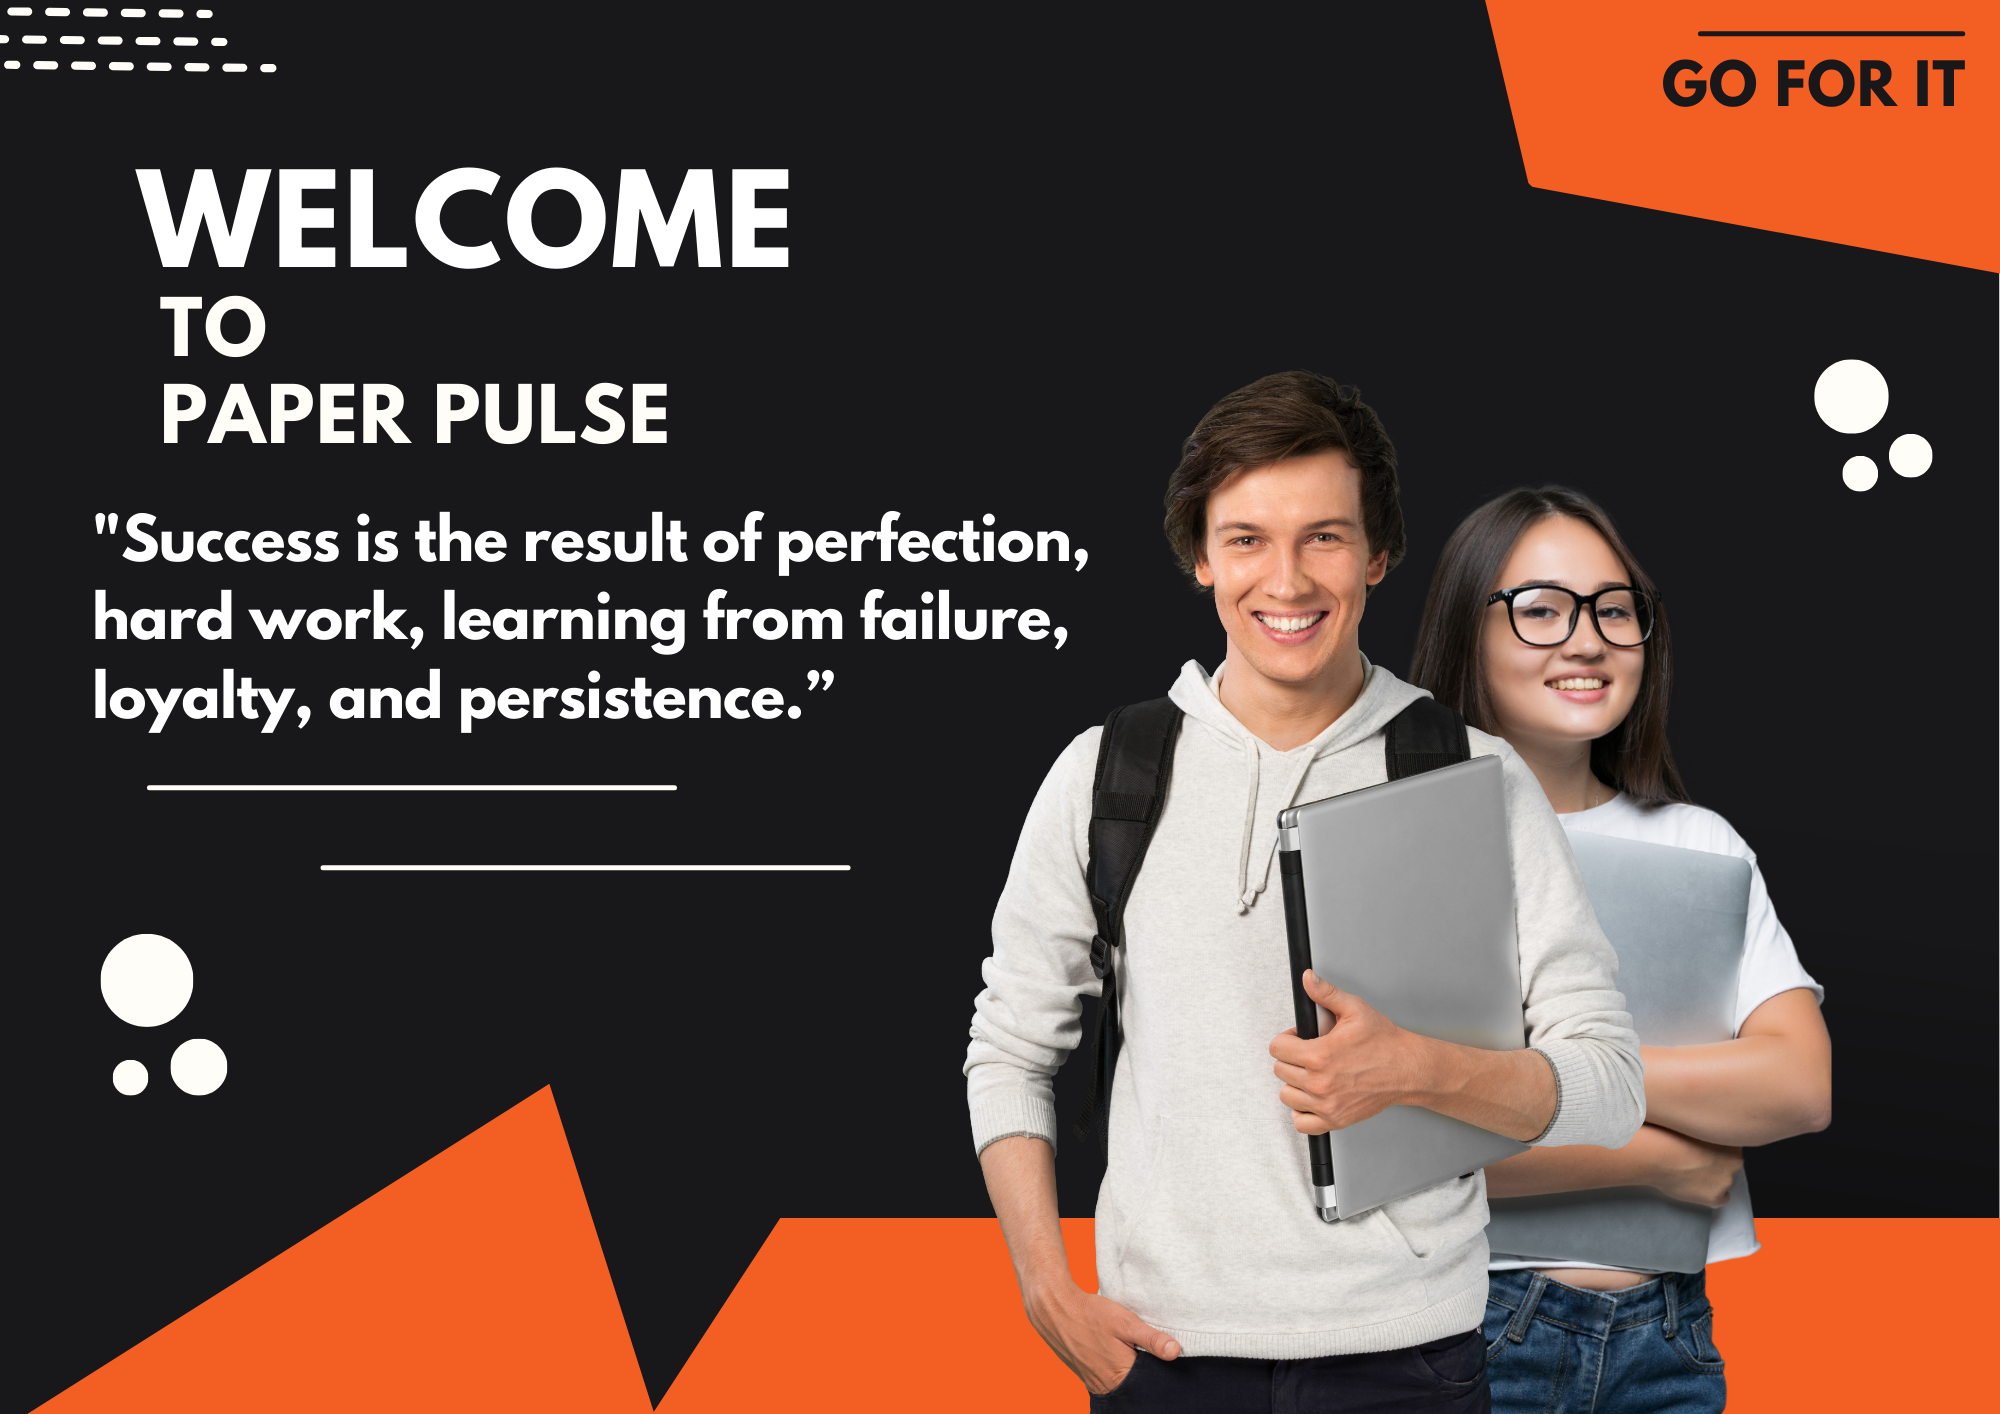 GO FOR IT
WELCOME
TO
PAPER PULSE
"Success is the result of perfection,
hard work, learning from failure,
loyalty, and persistence.”